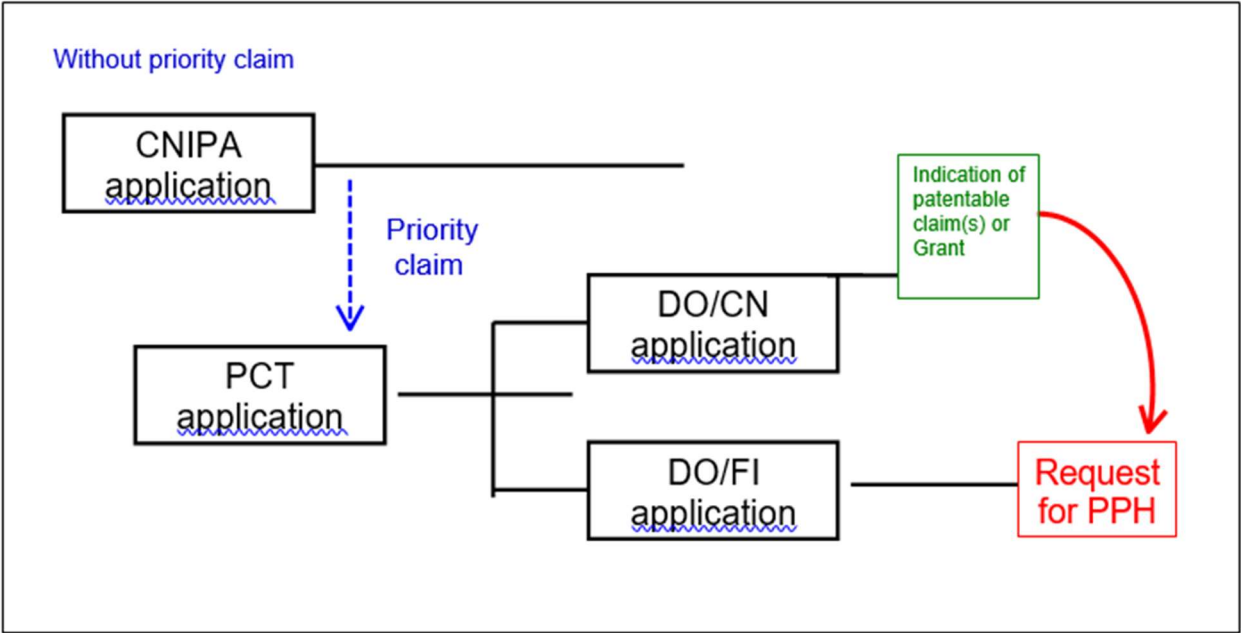 Without priority claim
CNIPA
application
Indication of
patentable
claim(s) or
Grant
Priority
claim
DO/CN
application
PCT
application
DO/FI
application
Request
for PPH